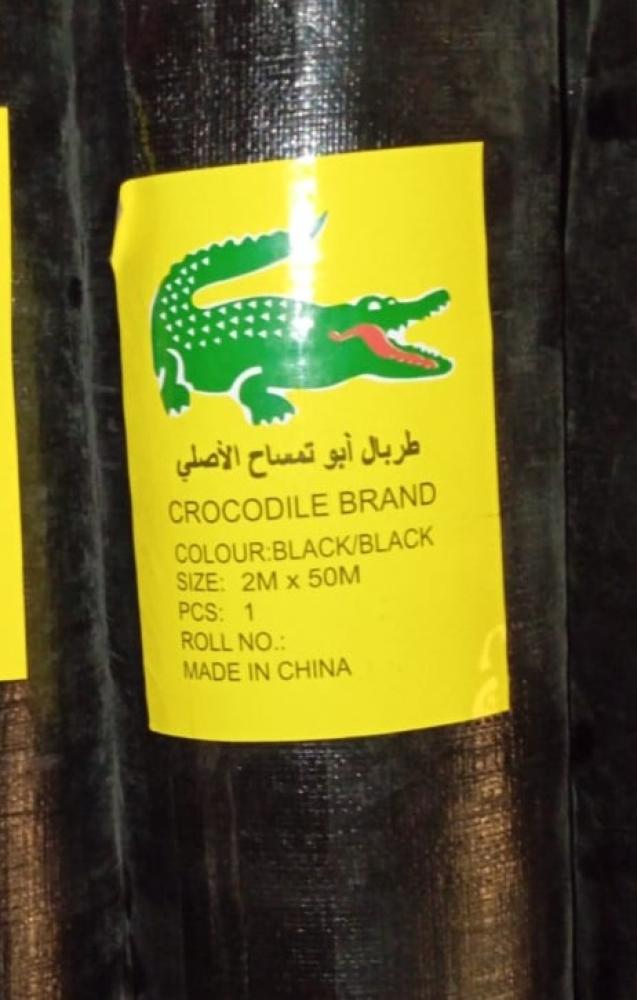 طربال أبو تمساح الأصلي
CROCODILE BRAND
COLOUR:BLACK/BLACK
SIZE: 2M x 50M
PCS: 1
ROLL NO.:
MADE IN CHINA